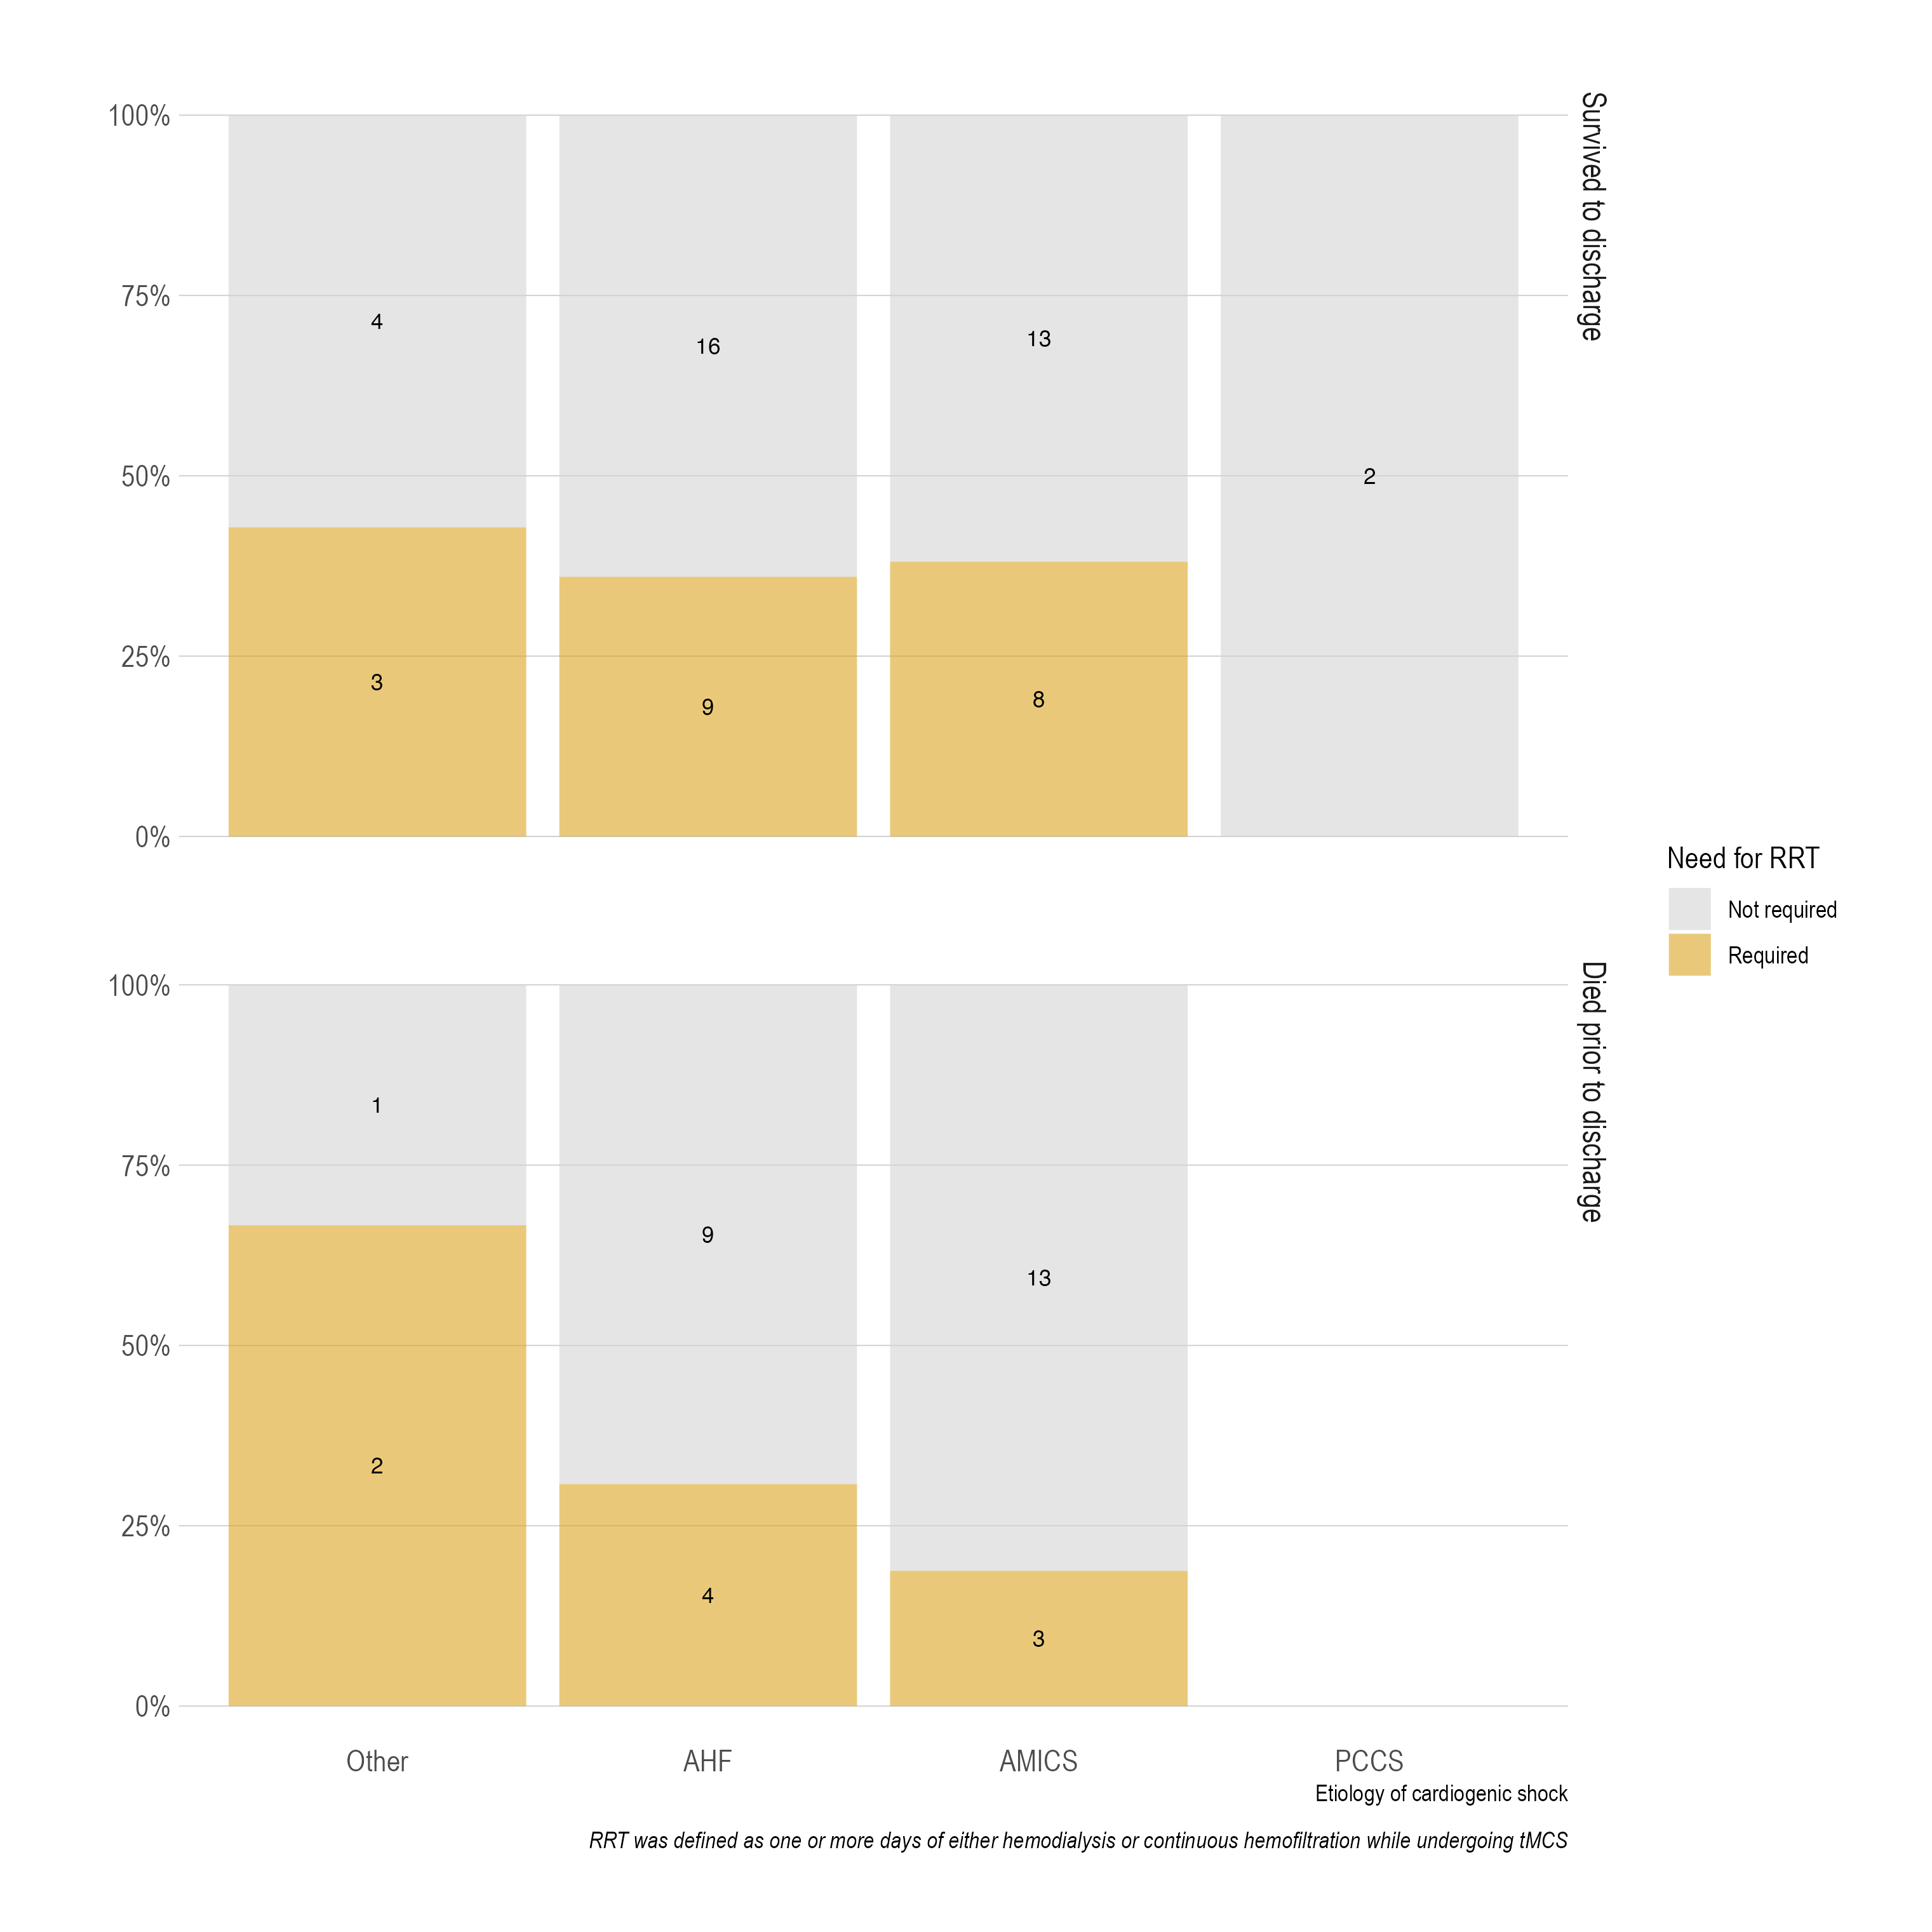 Survived to discharge
100%
75%
50%
25%
0%
4
16
13
2
3
9
8
Need for RRT
Not required
Required
Died prior to discharge
100%
75%
50%
25%
0%
1
9
13
2
4
3
Other AHF AMICS PCCS
Etiology of cardiogenic shock
RRT was defined as one or more days of either hemodialysis or continuous hemofiltration while undergoing tMCS